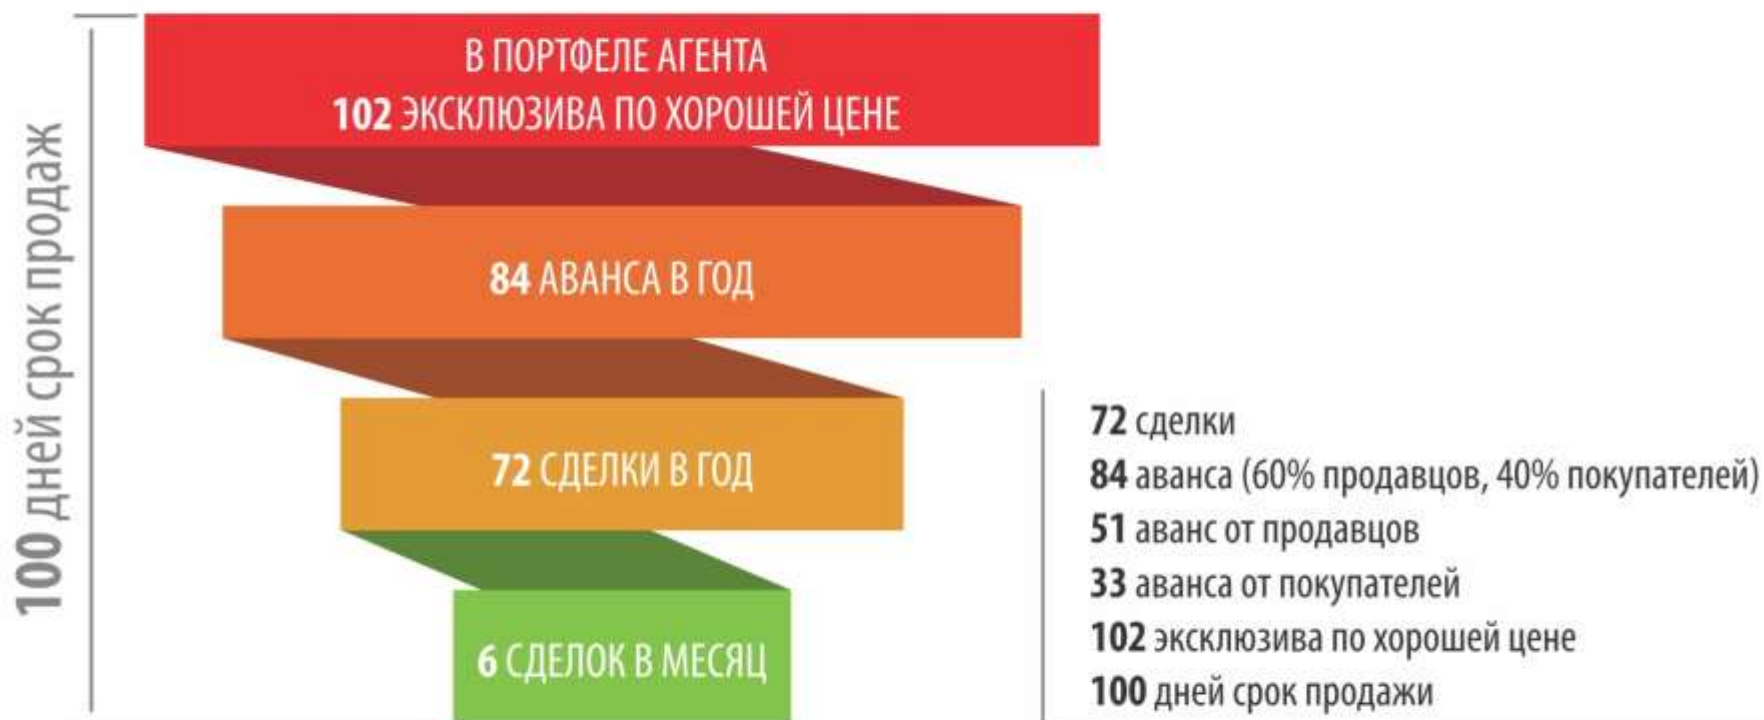 100 дней срок продаж
В ПОРТФЕЛЕ АГЕНТА
102 ЭКСКЛЮЗИВА ПО ХОРОШЕЙ ЦЕНЕ
84 АВАНСА В ГОД
72 СДЕЛКИ В ГОД
6 СДЕЛОК В МЕСЯЦ
72 сделки
84 аванса (60% продавцов, 40% покупателей)
51 аванс от продавцов
33 аванса от покупателей
102 эксклюзива по хорошей цене
100 дней срок продажи